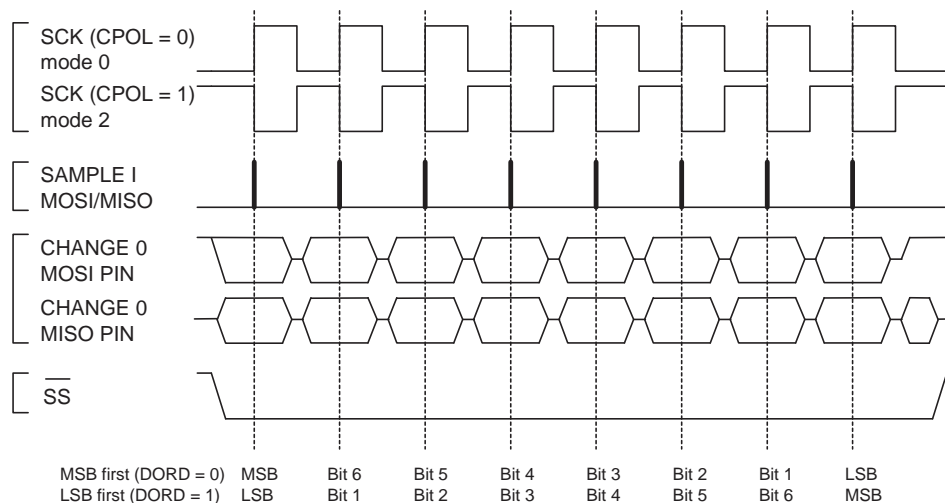 SCK (CPOL = 0)
mode 0
SCK (CPOL = 1)
mode 2
SAMPLE I
MOSI/MISO
CHANGE 0
MOSI PIN
CHANGE 0
MISO PIN
SS
MSB first (DORD = 0) MSB Bit 6 Bit 5 Bit 4 Bit 3 Bit 2 Bit 1 LSB
LSB first (DORD = 1) LSB Bit 1 Bit 2 Bit 3 Bit 4 Bit 5 Bit 6 MSB